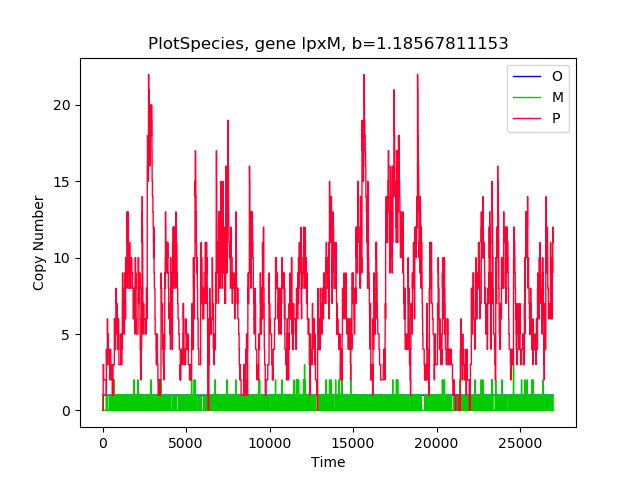 PlotSpecies, gene lpxM, b=1.18567811153
O
M
P
20
15
10
5
0
Copy Number
0 5000 10000 15000 20000 25000
Time